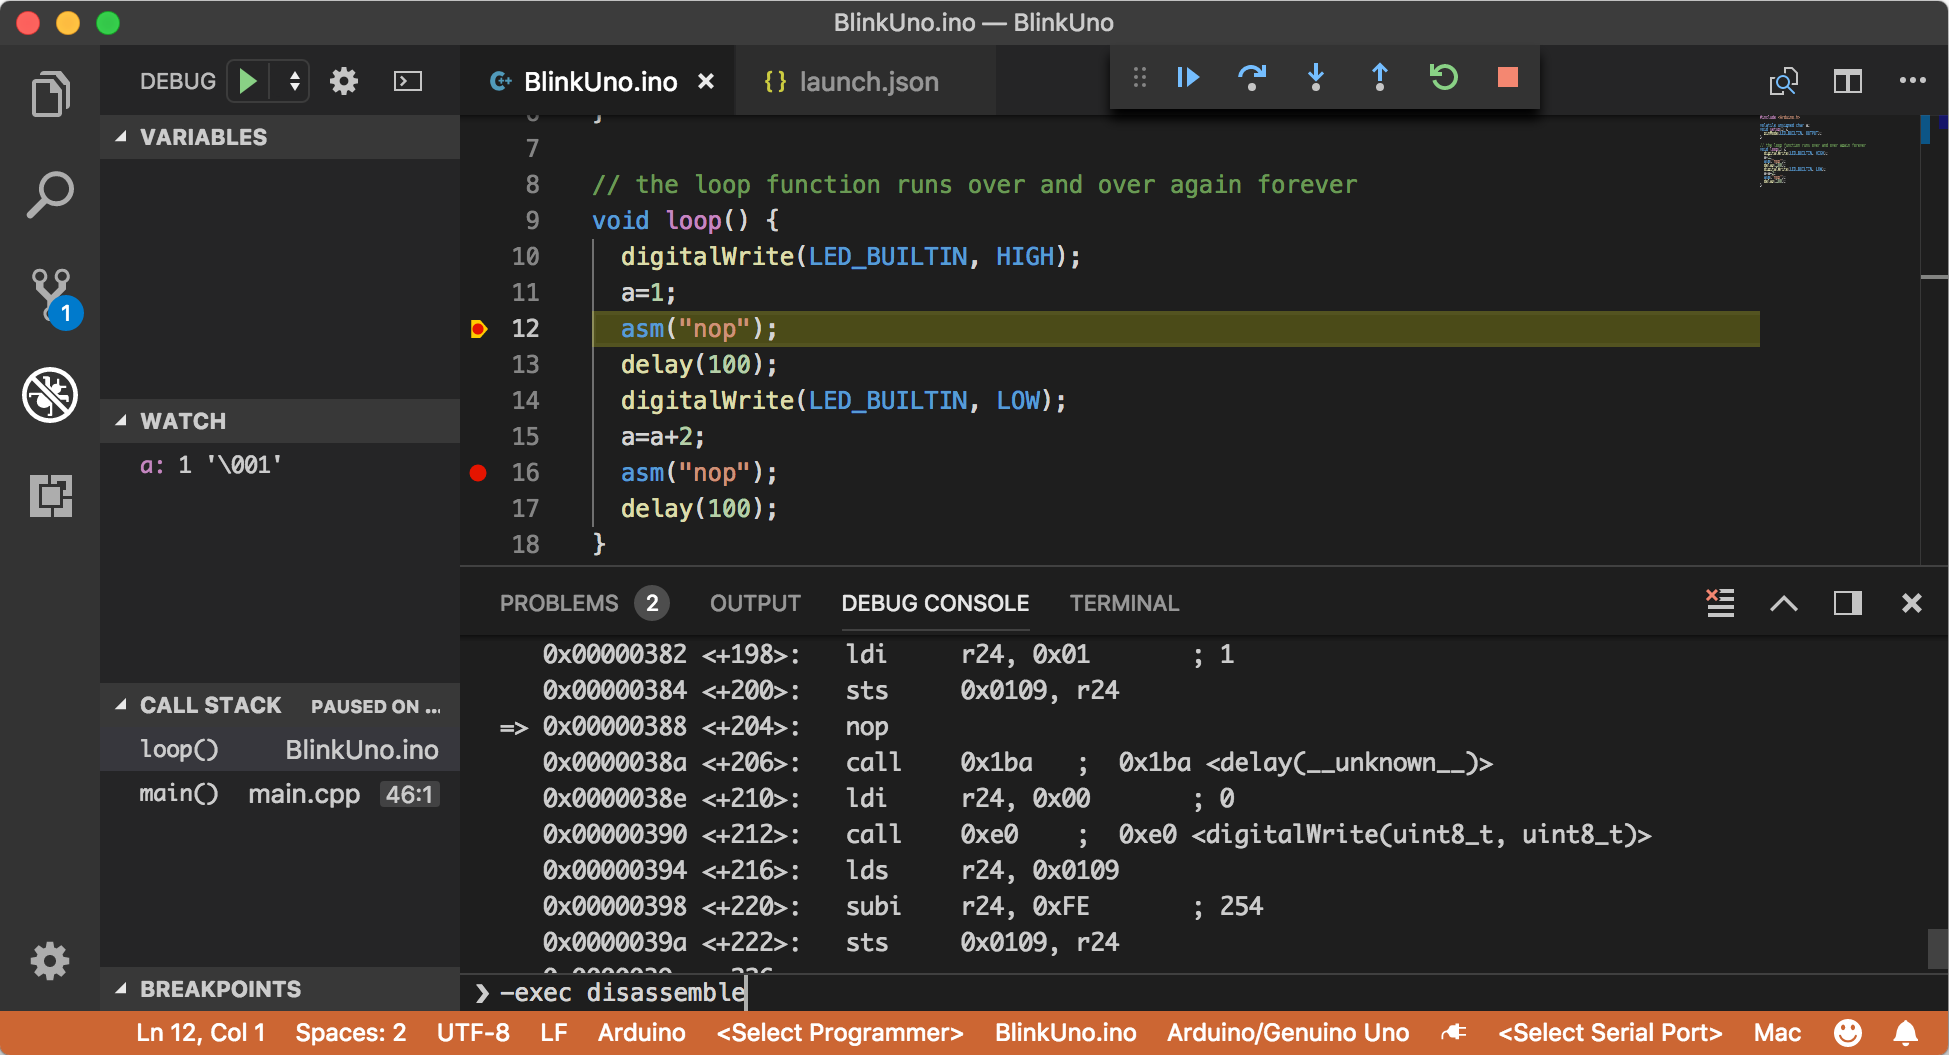 BlinkUno.ino — BlinkUno
DEBUG
BlinkUno.ino
launch.json
VARIABLES
WATCH
a: 1 '\001'
CALL STACK PAUSED ON ...
loop() BlinkUno.ino
main() main.cpp 46:1
BREAKPOINTS
1
7
8 // the loop function runs over and over again forever
9 void loop() {
10 digitalWrite(LED_BUILTIN, HIGH);
11 a=1;
12 asm("nop");
13 delay(100);
14 digitalWrite(LED_BUILTIN, LOW);
15 a=a+2;
16 asm("nop");
17 delay(100);
18 }
PROBLEMS 2 OUTPUT DEBUG CONSOLE TERMINAL
0x00000382 <+198>: ldi r24, 0x01 ; 1
0x00000384 <+200>: sts 0x0109, r24
=> 0x00000388 <+204>: nop
0x0000038a <+206>: call 0x1ba ; 0x1ba <delay(__unknown__)>
0x0000038e <+210>: ldi r24, 0x00 ; 0
0x00000390 <+212>: call 0xe0 ; 0xe0 <digitalWrite(uint8_t, uint8_t)>
0x00000394 <+216>: lds r24, 0x0109
0x00000398 <+220>: subi r24, 0xFE ; 254
0x0000039a <+222>: sts 0x0109, r24
❯ -exec disassemble
Ln 12, Col 1 Spaces: 2 UTF-8 LF Arduino <Select Programmer> BlinkUno.ino Arduino/Genuino Uno <Select Serial Port> Mac